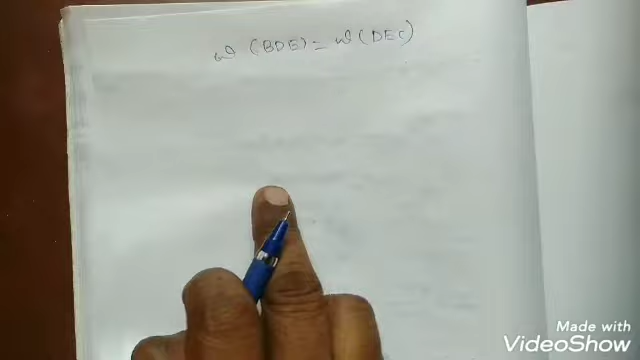 ல (BDE) = ல (DEC)
Made with
VideoShow